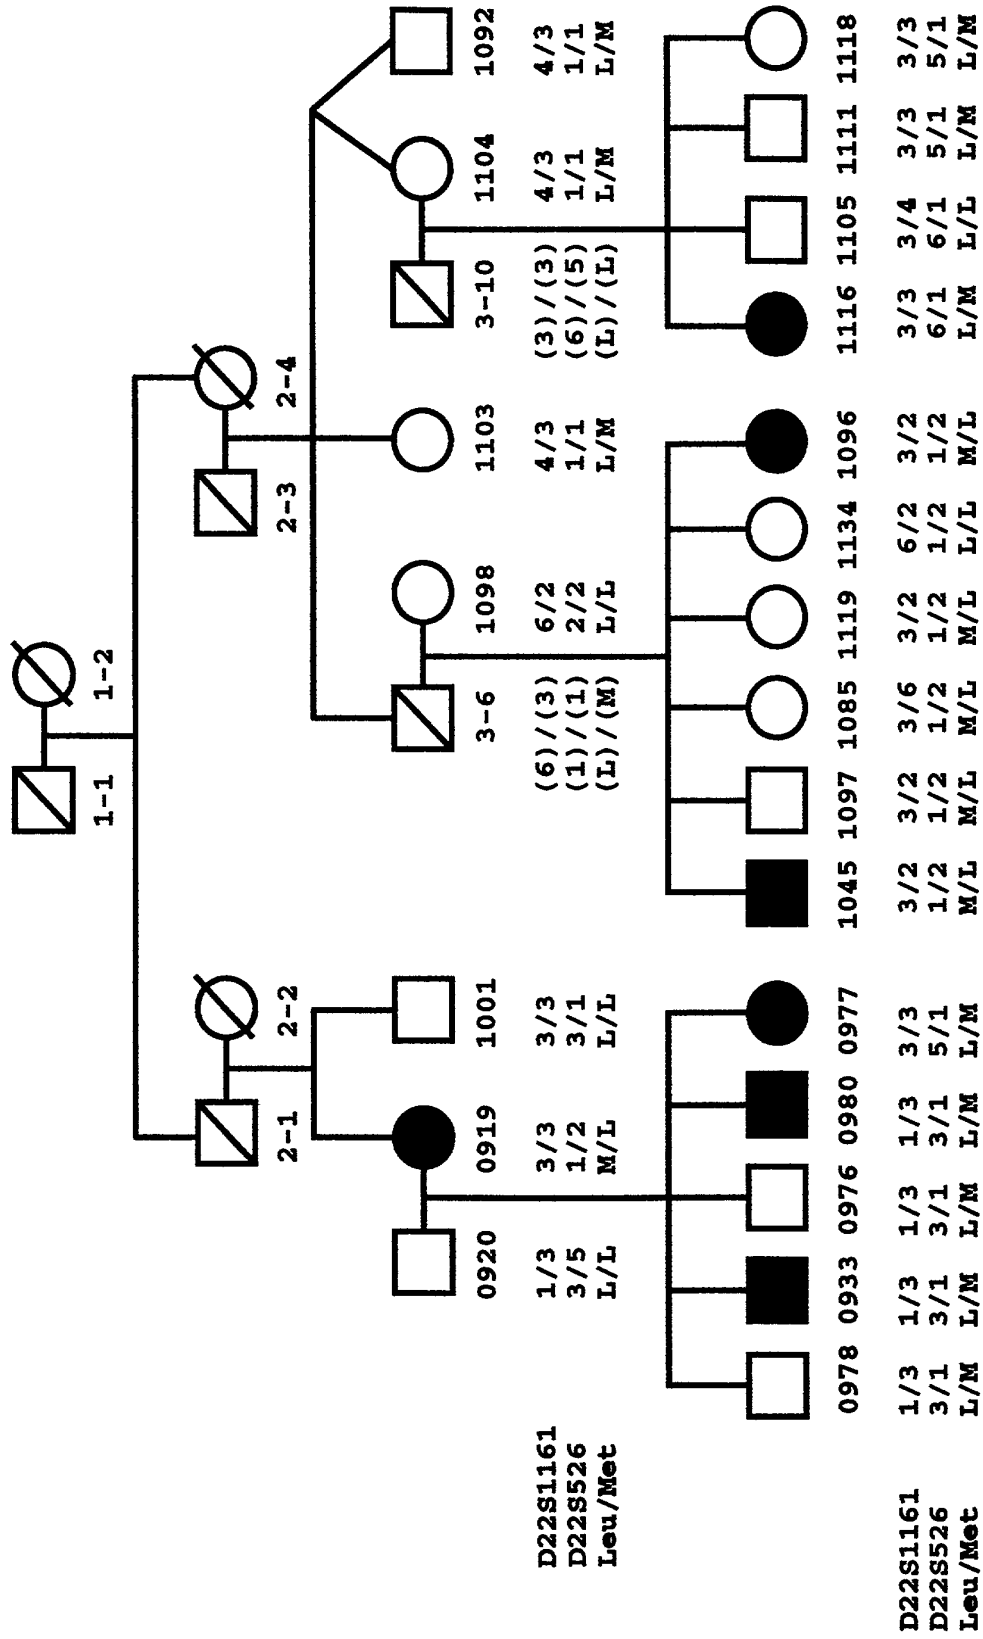 1-1 1-2
2-1 2-2 2-3 2-4
0920 0919 1001 3-6 1098 1103 3-10 1104 1092
D22S1161 1/3 3/3 3/3 (6)/(3) 6/2 4/3 (3)/(3) 4/3 4/3
D22S526 3/5 1/2 3/1 (1)/(1) 2/2 1/1 (6)/(5) 1/1 1/1
Leu/Met L/L M/L L/L (L)/(M) L/L L/M (L)/(L) L/M L/M
0978 0933 0976 0980 0977 1045 1097 1085 1119 1134 1096 1116 1105 1111 1118
D22S1161 1/3 1/3 1/3 1/3 3/3 3/2 3/2 3/6 3/2 6/2 3/2 3/3 3/4 3/3 3/3
D22S526 3/1 3/1 3/1 3/1 5/1 1/2 1/2 1/2 1/2 1/2 1/2 6/1 6/1 5/1 5/1
Leu/Met L/M L/M L/M L/M L/M M/L M/L M/L M/L L/L M/L L/M L/L L/M L/M